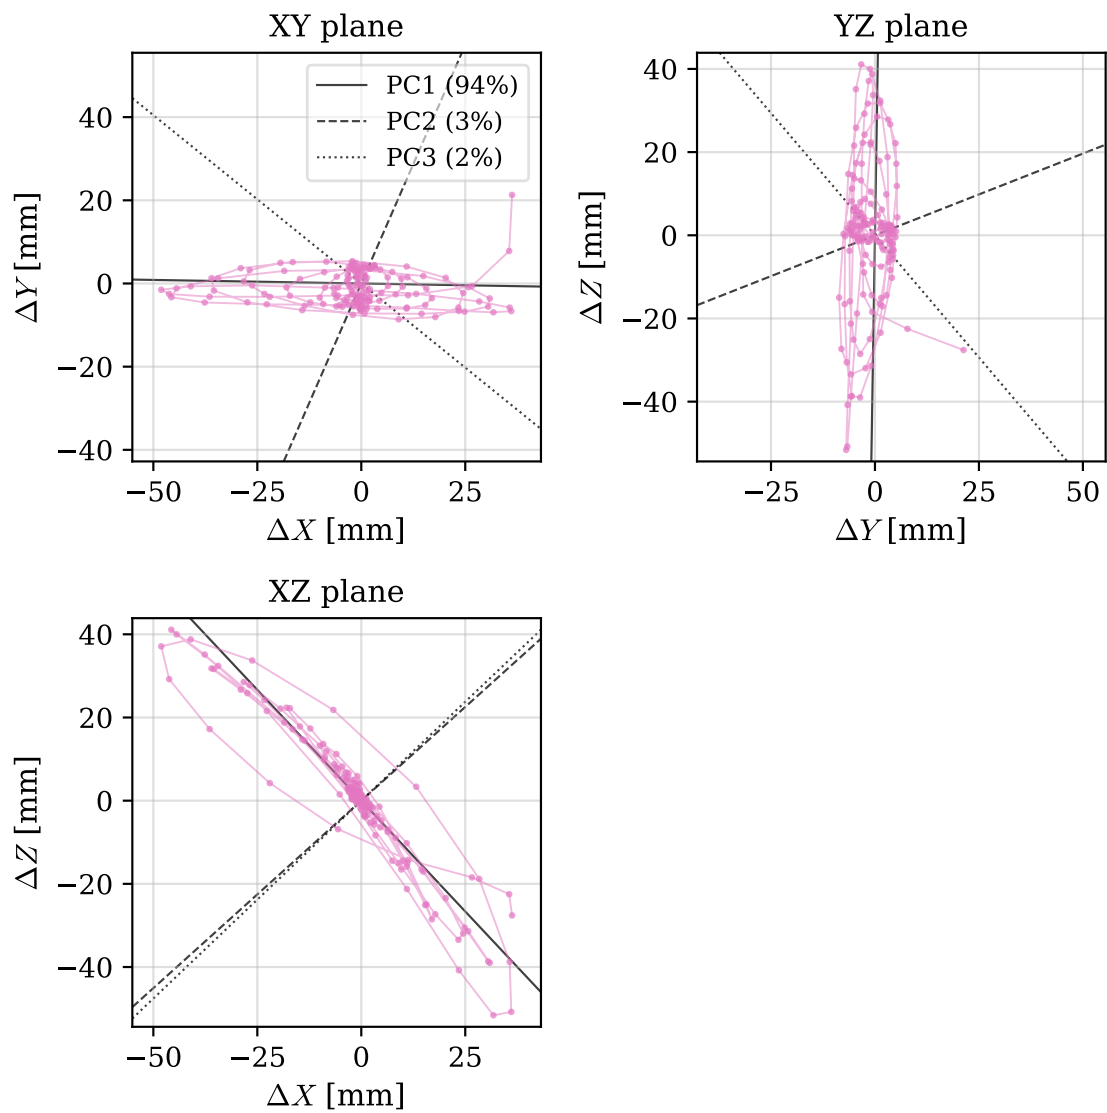 XY plane
PC1 (94%)
PC2 (3%)
PC3 (2%)
40
20
0
−20
−40
−50 −25 0 25
ΔY [mm]
ΔX [mm]
YZ plane
40
20
0
−20
−40
−25 0 25 50
ΔZ [mm]
ΔY [mm]
XZ plane
40
20
0
−20
−40
−50 −25 0 25
ΔZ [mm]
ΔX [mm]